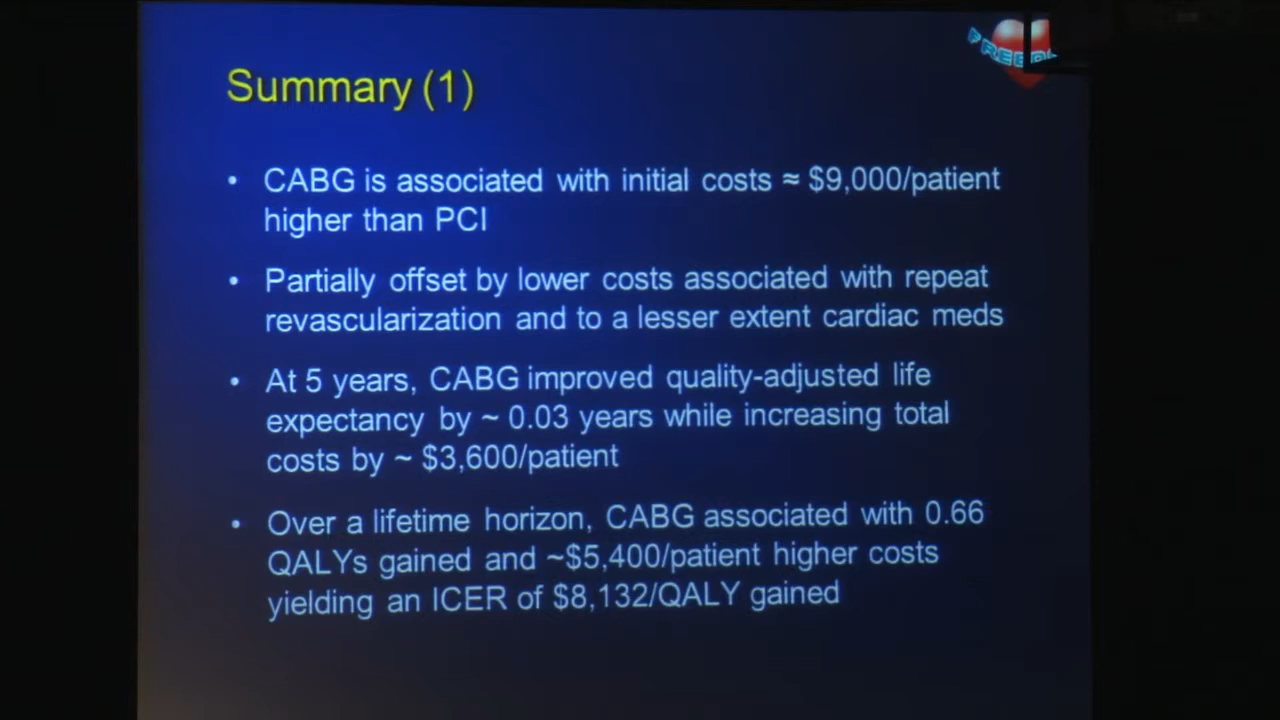 Summary (1)
• CABG is associated with initial costs ≈ $9,000/patient
higher than PCI
• Partially offset by lower costs associated with repeat
revascularization and to a lesser extent cardiac meds
• At 5 years, CABG improved quality-adjusted life
expectancy by ~ 0.03 years while increasing total
costs by ~ $3,600/patient
• Over a lifetime horizon, CABG associated with 0.66
QALYs gained and ~$5,400/patient higher costs
yielding an ICER of $8,132/QALY gained